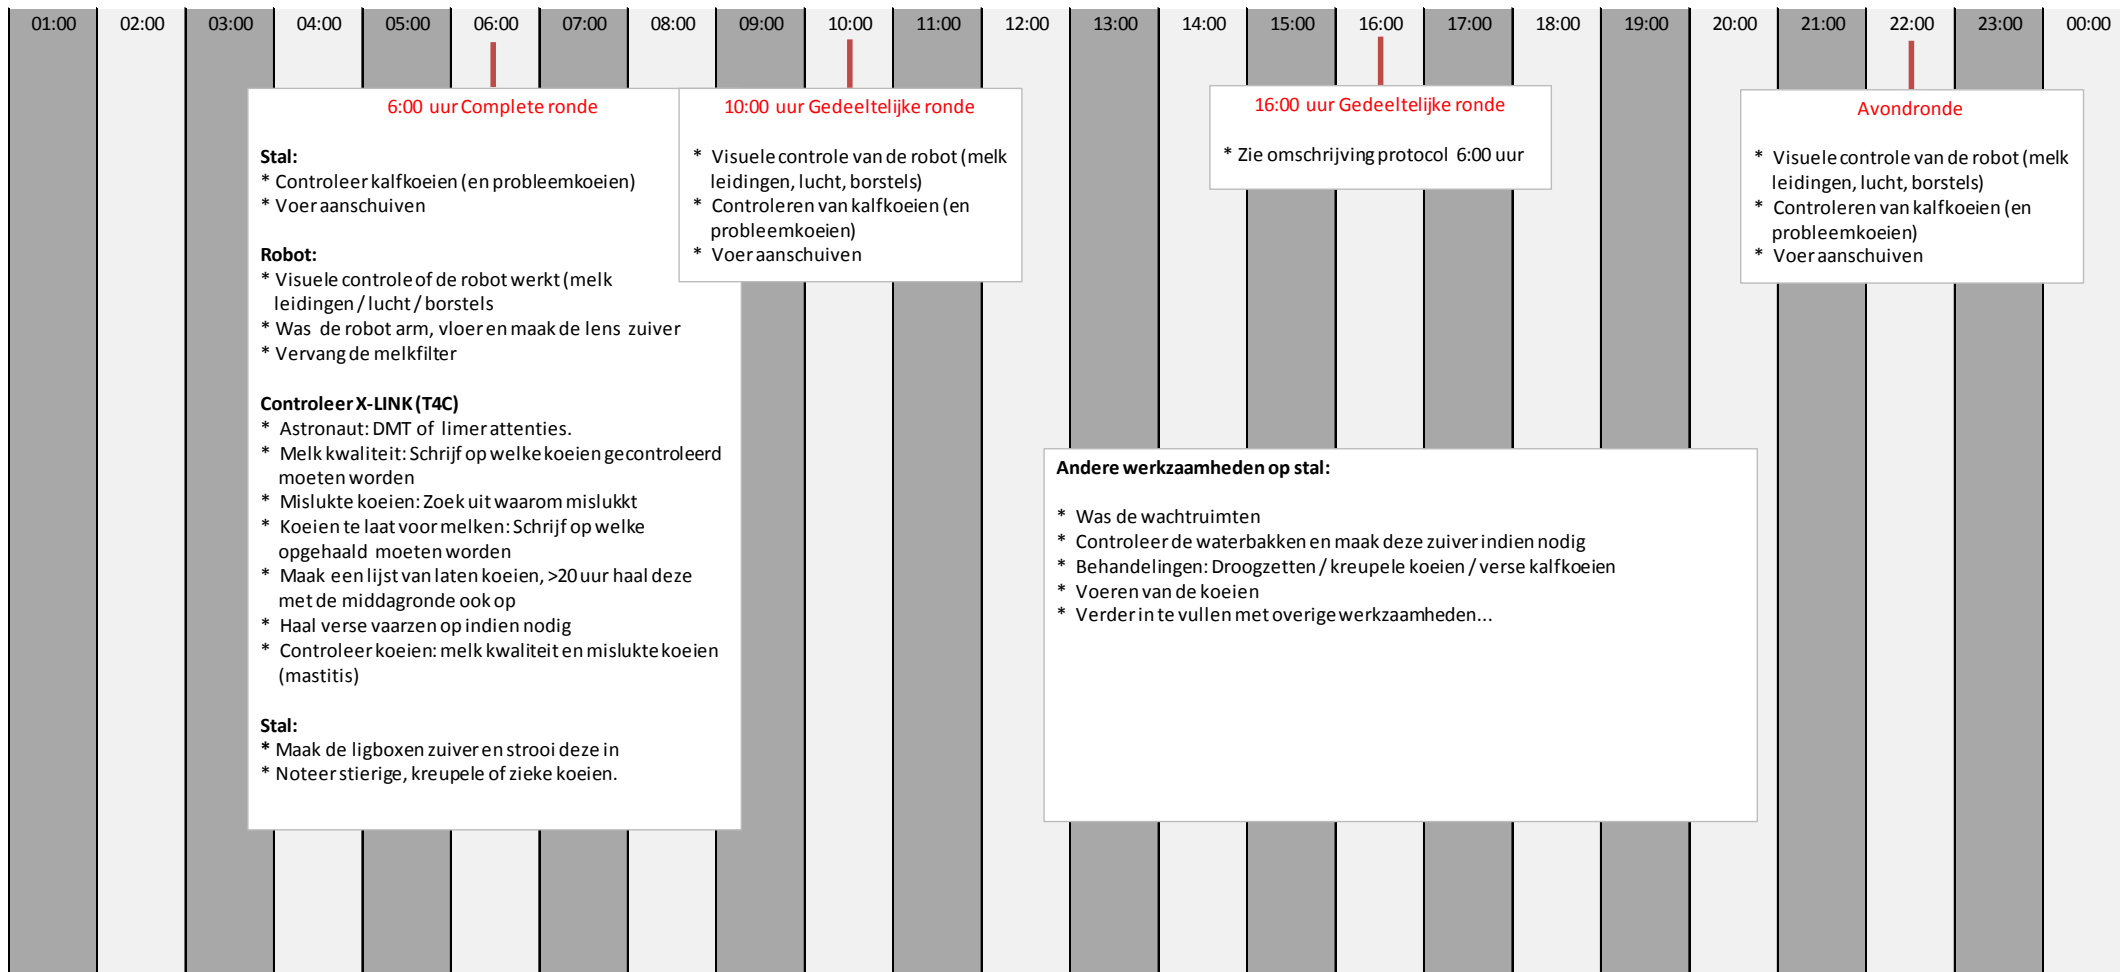 01:00 02:00 03:00 04:00 05:00 06:00 07:00 08:00 09:00 10:00 11:00 12:00 13:00 14:00 15:00 16:00 17:00 18:00 19:00 20:00 21:00 22:00 23:00 00:00
6:00 uur Complete ronde
Stal:
* Controleer kalfkoeien (en probleemkoeien)
* Voer aanschuiven
Robot:
* Visuele controle of de robot werkt (melk
leidingen / lucht / borstels
* Was de robot arm, vloer en maak de lens zuiver
* Vervang de melkfilter
Controleer X-LINK (T4C)
* Astronaut: DMT of limer attenties.
* Melk kwaliteit: Schrijf op welke koeien gecontroleerd
moeten worden
* Mislukte koeien: Zoek uit waarom mislukkt
* Koeien te laat voor melken: Schrijf op welke
opgehaald moeten worden
* Maak een lijst van laten koeien, >20 uur haal deze
met de middagronde ook op
* Haal verse vaarzen op indien nodig
* Controleer koeien: melk kwaliteit en mislukte koeien
(mastitis)
Stal:
* Maak de ligboxen zuiver en strooi deze in
* Noteer stierige, kreupele of zieke koeien.
10:00 uur Gedeeltelijke ronde
* Visuele controle van de robot (melk
leidingen, lucht, borstels)
* Controleren van kalfkoeien (en
probleemkoeien)
* Voer aanschuiven
16:00 uur Gedeeltelijke ronde
* Zie omschrijving protocol 6:00 uur
Avondronde
* Visuele controle van de robot (melk
leidingen, lucht, borstels)
* Controleren van kalfkoeien (en
probleemkoeien)
* Voer aanschuiven
Andere werkzaamheden op stal:
* Was de wachtruimten
* Controleer de waterbakken en maak deze zuiver indien nodig
* Behandelingen: Droogzetten / kreupele koeien / verse kalfkoeien
* Voeren van de koeien
* Verder in te vullen met overige werkzaamheden...